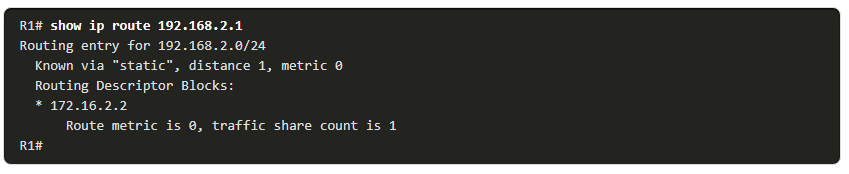 R1# show ip route 192.168.2.1
Routing entry for 192.168.2.0/24
  Known via "static", distance 1, metric 0
  Routing Descriptor Blocks:
  * 172.16.2.2
      Route metric is 0, traffic share count is 1
R1#